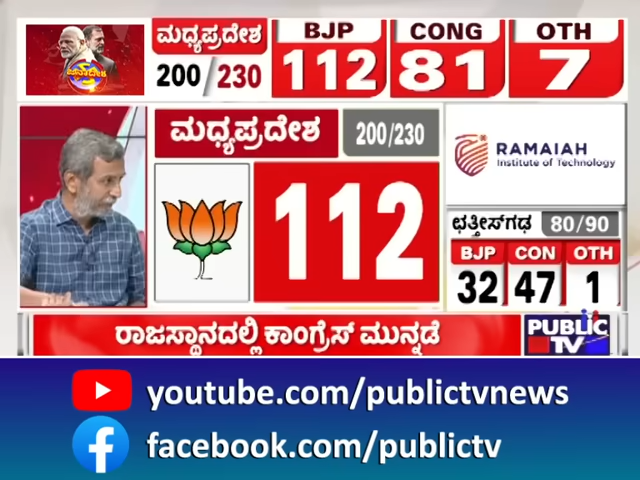 ಜನಾದೇಶ
ಮಧ್ಯಪ್ರದೇಶ
200/230
BJP CONG OTH
112 81 7
ಮಧ್ಯಪ್ರದೇಶ 200/230
112
RAMAIAH
Institute of Technology
ಛತ್ತೀಸ್‌ಗಢ 80/90
BJP CON OTH
32 47 1
ರಾಜಸ್ಥಾನದಲ್ಲಿ ಕಾಂಗ್ರೆಸ್ ಮುನ್ನಡೆ
PUBLIC
TV
youtube.com/publictvnews
facebook.com/publictv